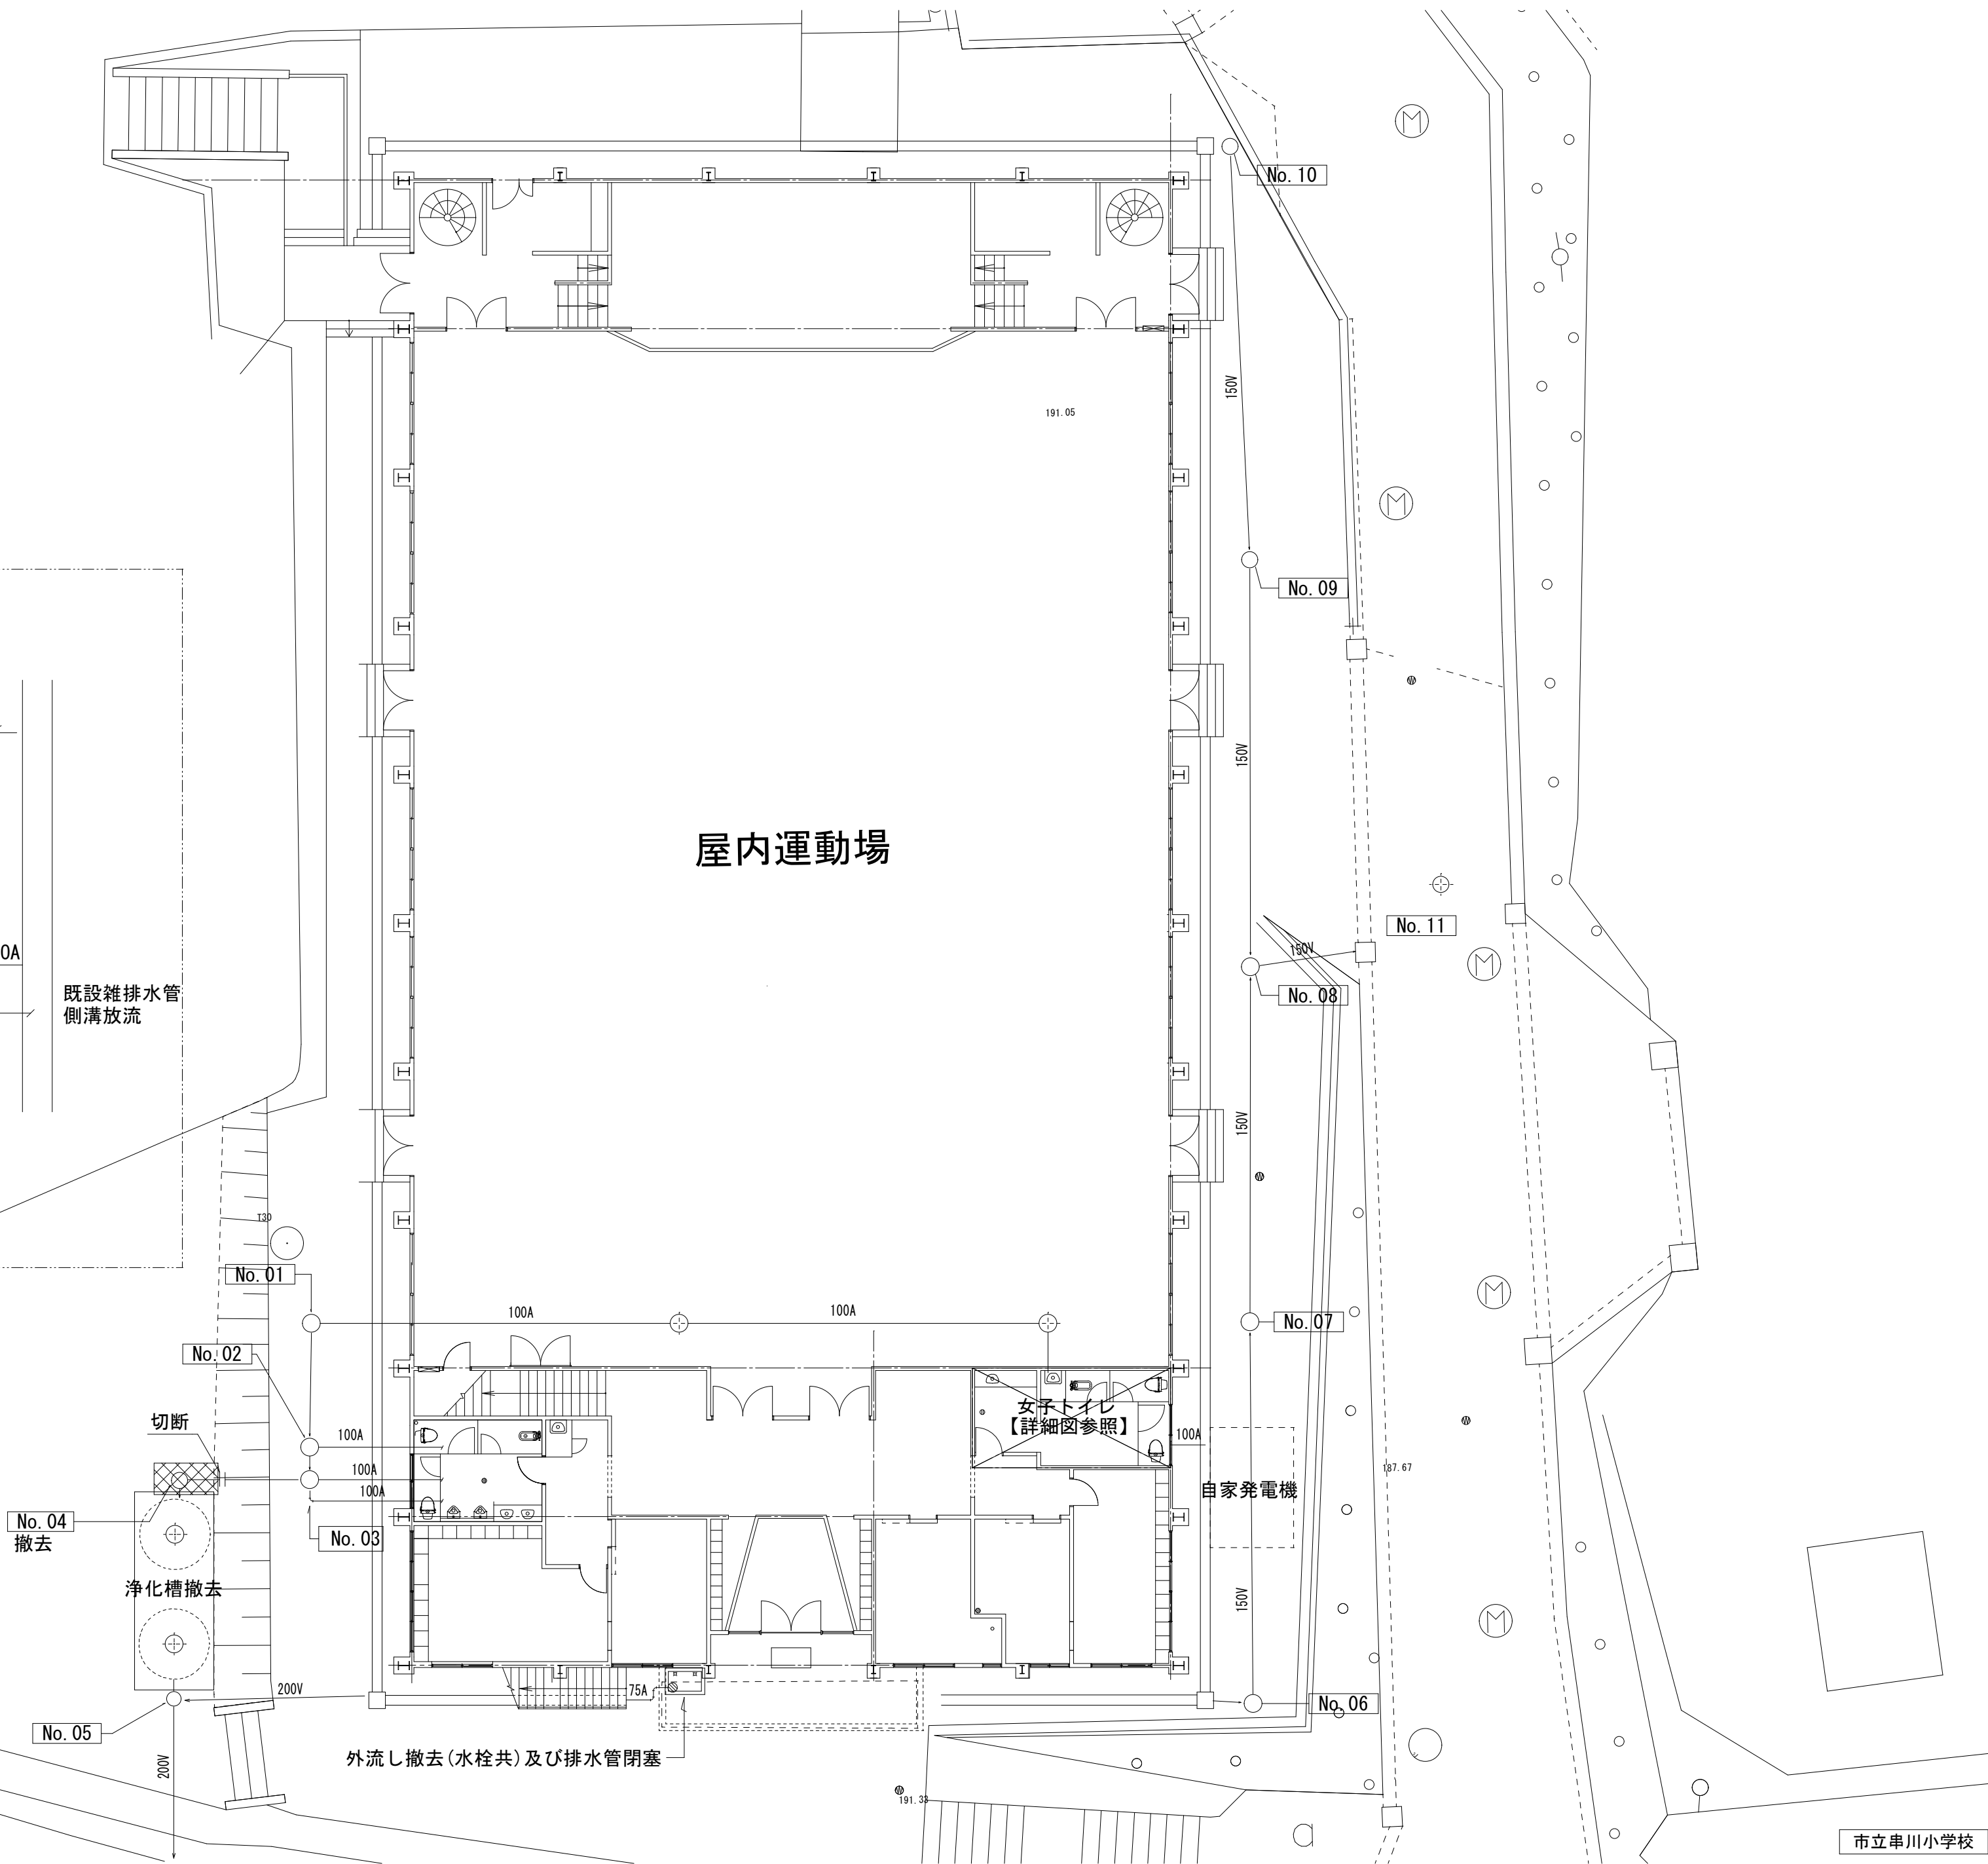 No.10
150V
191.05
No.09
150V
屋内運動場
No.11
150V
No.08
0A
既設雑排水管
側溝放流
150V
T30
No.01
100A
100A
No.07
No.02
女子トイレ
【詳細図参照】
切断
100A
100A
100A
100A
187.67
自家発電機
No.04
撤去
No.03
浄化槽撤去
150V
200V
75A
No.06
No.05
200V
外流し撤去(水栓共)及び排水管閉塞
191.33
市立串川小学校